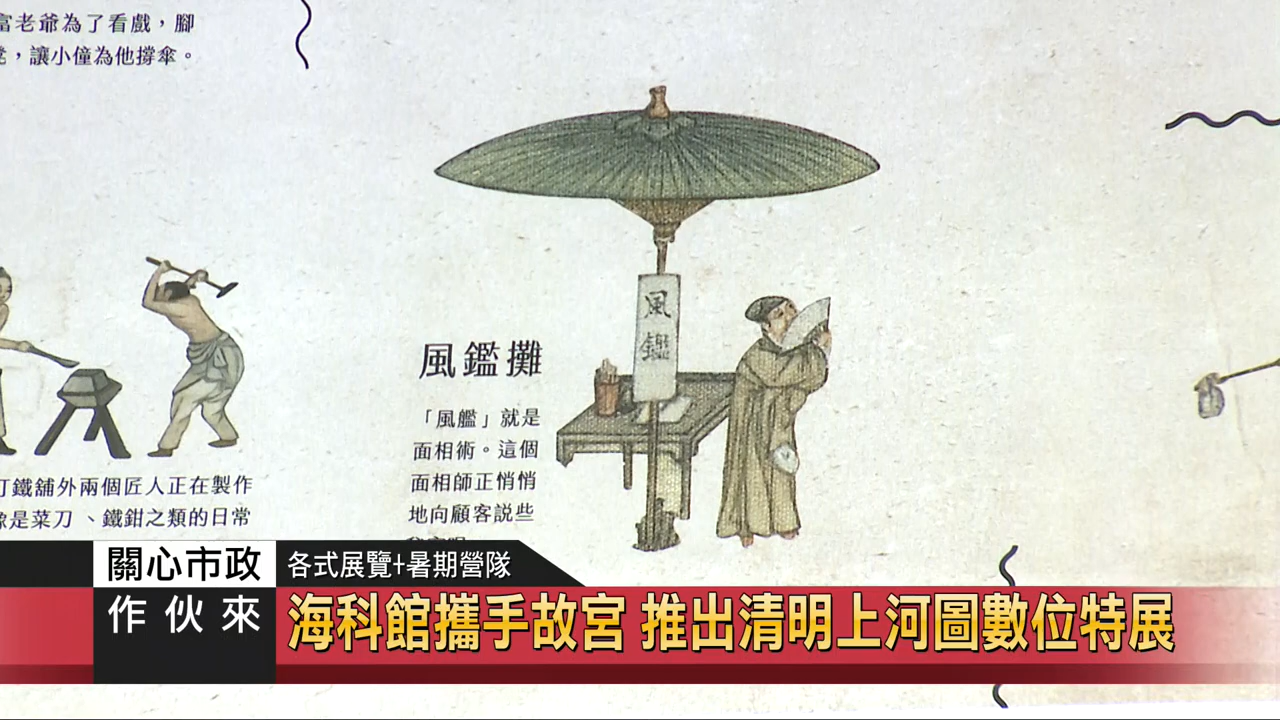 富老爺為了看戲，腳
凳，讓小僮為他撐傘。
風鑑
風鑑攤
「風艦」就是
面相術。這個
面相師正悄悄
地向顧客説些
打鐵舖外兩個匠人正在製作
像是菜刀、鐵鉗之類的日常
關心市政
作伙來
各式展覽+暑期營隊
海科館攜手故宮 推出清明上河圖數位特展